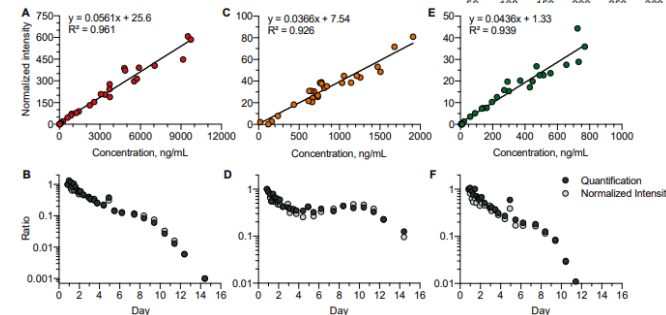 50 100 150 200 250 300
A
y = 0.0561x + 25.6
R² = 0.961
Normalized intensity
750
600
450
300
150
0
0 3000 6000 9000 12000
Concentration, ng/mL
C
y = 0.0366x + 7.54
R² = 0.926
100
80
60
40
20
0
0 500 1000 1500 2000
Concentration, ng/mL
E
y = 0.0436x + 1.33
R² = 0.939
50
40
30
20
10
0
0 200 400 600 800 1000
Concentration, ng/mL
B
Ratio
1
0.1
0.01
0.001
0 2 4 6 8 10 12 14 16
Day
D
1
0.1
0.01
0 2 4 6 8 10 12 14 16
Day
F
Quantification
Normalized Intensit
1
0.1
0.01
0 2 4 6 8 10 12 14 16
Day